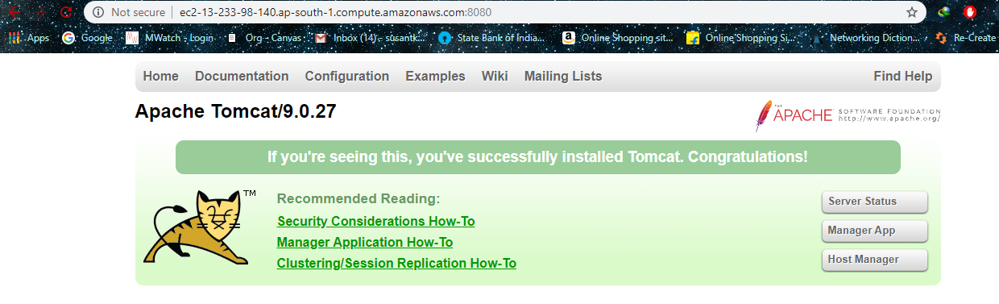 Not secure | ec2-13-233-98-140.ap-south-1.compute.amazonaws.com:8080
Apps Google MWatch - Login Org - Canvas Inbox (14) - susantk... State Bank of India... Online Shopping sit... Online Shopping Si... Networking Diction... Re-Create
Home Documentation Configuration Examples Wiki Mailing Lists Find Help
Apache Tomcat/9.0.27
THE APACHE SOFTWARE FOUNDATION
http://www.apache.org/
If you're seeing this, you've successfully installed Tomcat. Congratulations!
TM
Recommended Reading:
Security Considerations How-To
Manager Application How-To
Clustering/Session Replication How-To
Server Status
Manager App
Host Manager